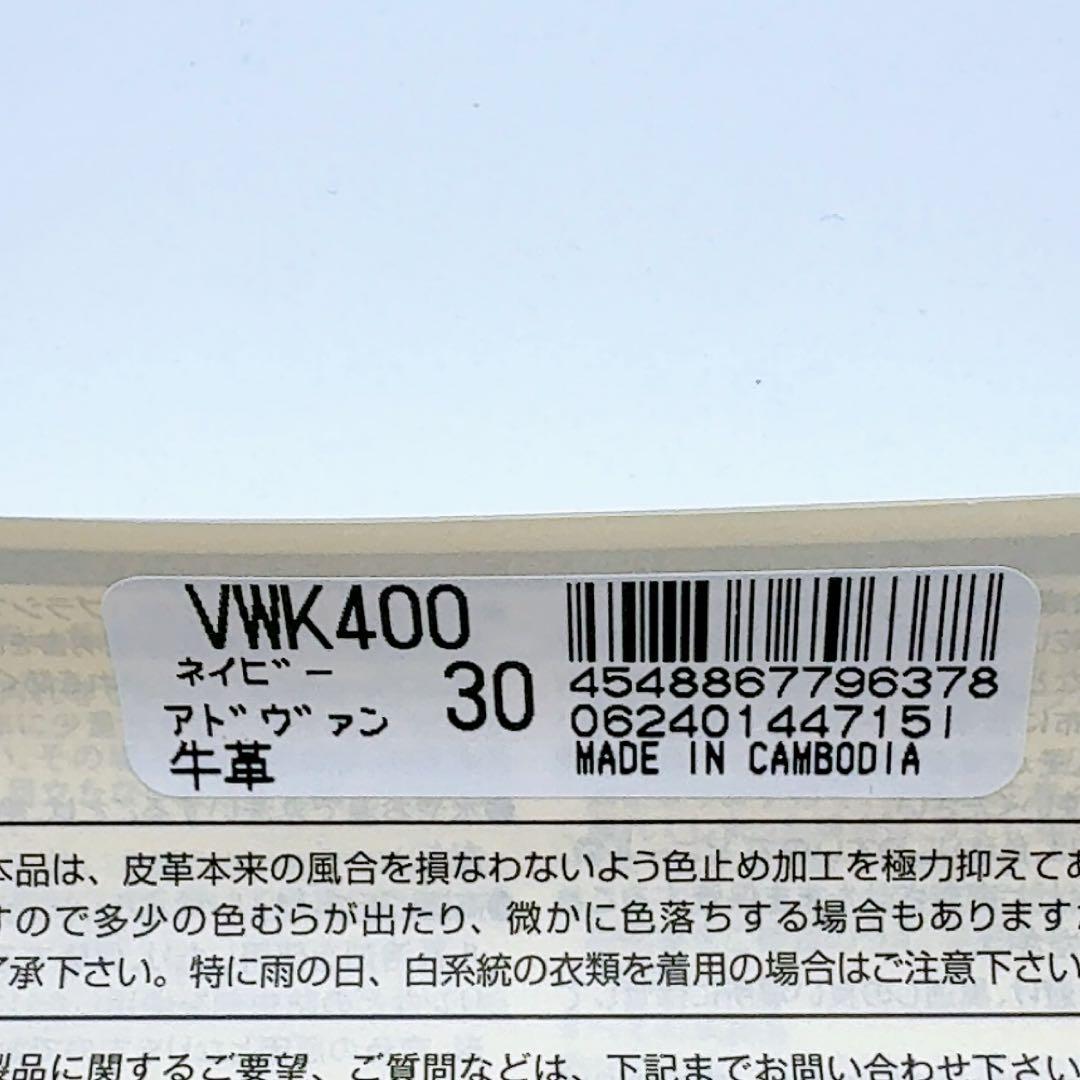 VWK400
ネイビー
30
アドヴァン
牛革
4548867796378
062401447151
MADE IN CAMBODIA
本品は、皮革本来の風合を損なわないよう色止め加工を極力抑えてお
すので多少の色むらが出たり、微かに色落ちする場合もあります
了承下さい。特に雨の日、白系統の衣類を着用の場合はご注意下さい
製品に関するご要望、ご質問などは、下記までお問い合わせ下さい